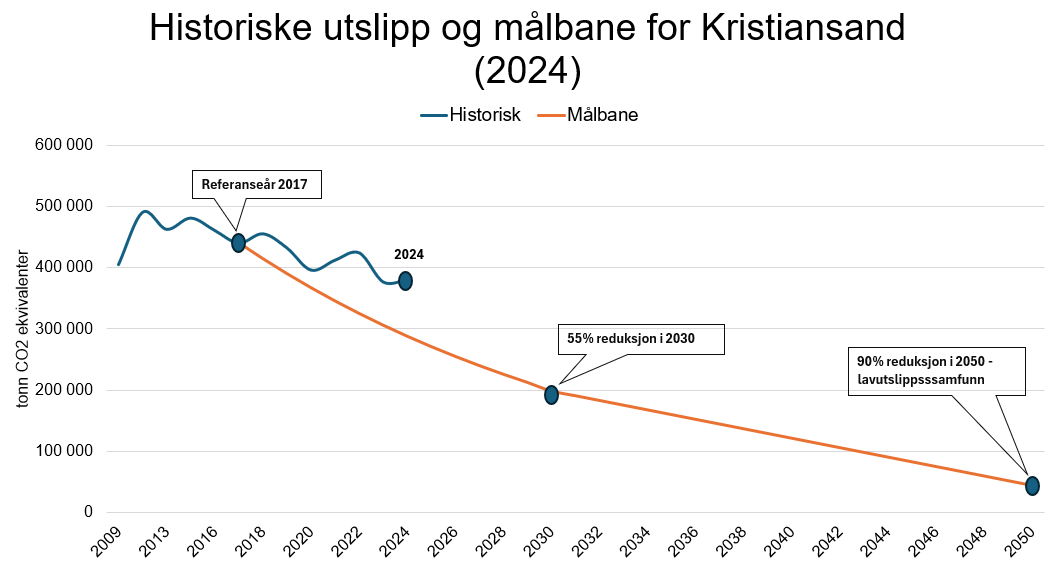 Historiske utslipp og målbane for Kristiansand
(2024)
Historisk Målbane
tonn CO2 ekvivalenter
600 000
500 000
400 000
300 000
200 000
100 000
0
Referanseår 2017
2024
55% reduksjon i 2030
90% reduksjon i 2050 -
lavutslippsssamfunn
2009 2013 2016 2018 2020 2022 2024 2026 2028 2030 2032 2034 2036 2038 2040 2042 2044 2046 2048 2050